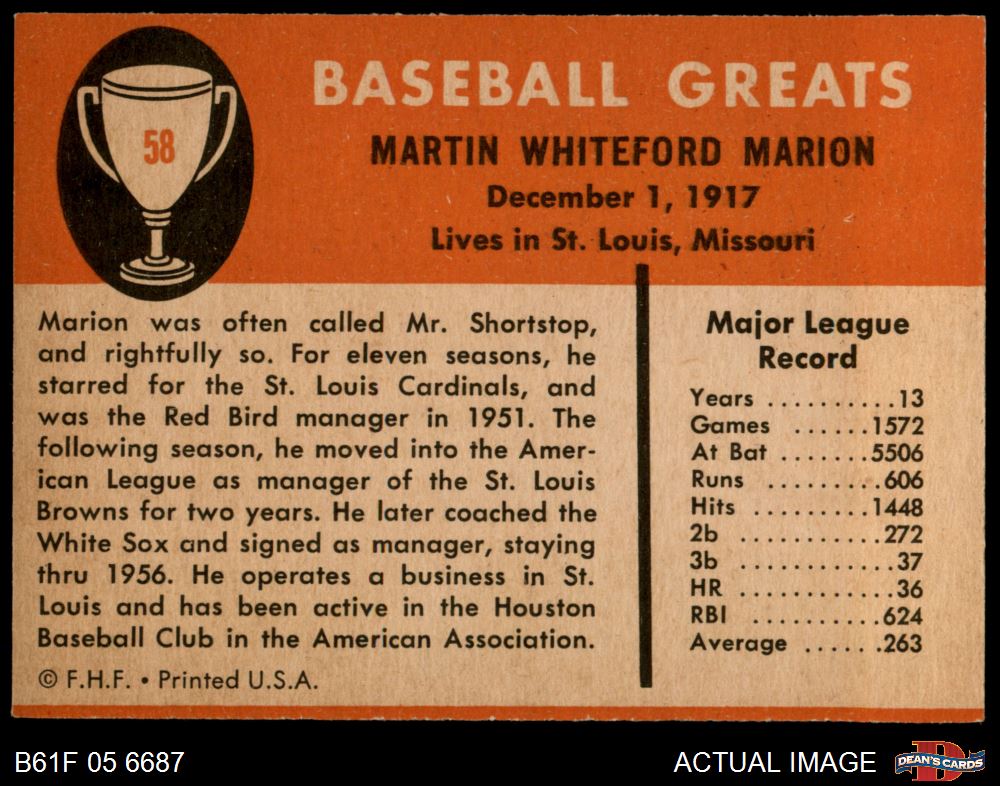 58
BASEBALL GREATS
MARTIN WHITEFORD MARION
December 1, 1917
Lives in St. Louis, Missouri
Marion was often called Mr. Shortstop,
and rightfully so. For eleven seasons, he
starred for the St. Louis Cardinals, and
was the Red Bird manager in 1951. The
following season, he moved into the Amer-
ican League as manager of the St. Louis
Browns for two years. He later coached the
White Sox and signed as manager, staying
thru 1956. He operates a business in St.
Louis and has been active in the Houston
Baseball Club in the American Association.
© F.H.F. • Printed U.S.A.
Major League
Record
Years ..........13
Games ......1572
At Bat .......5506
Runs .........606
Hits ..........1448
2b ...........272
3b ............37
HR ............36
RBI ..........624
Average ......263
B61F 05 6687
ACTUAL IMAGE
D
DEAN'S CARDS